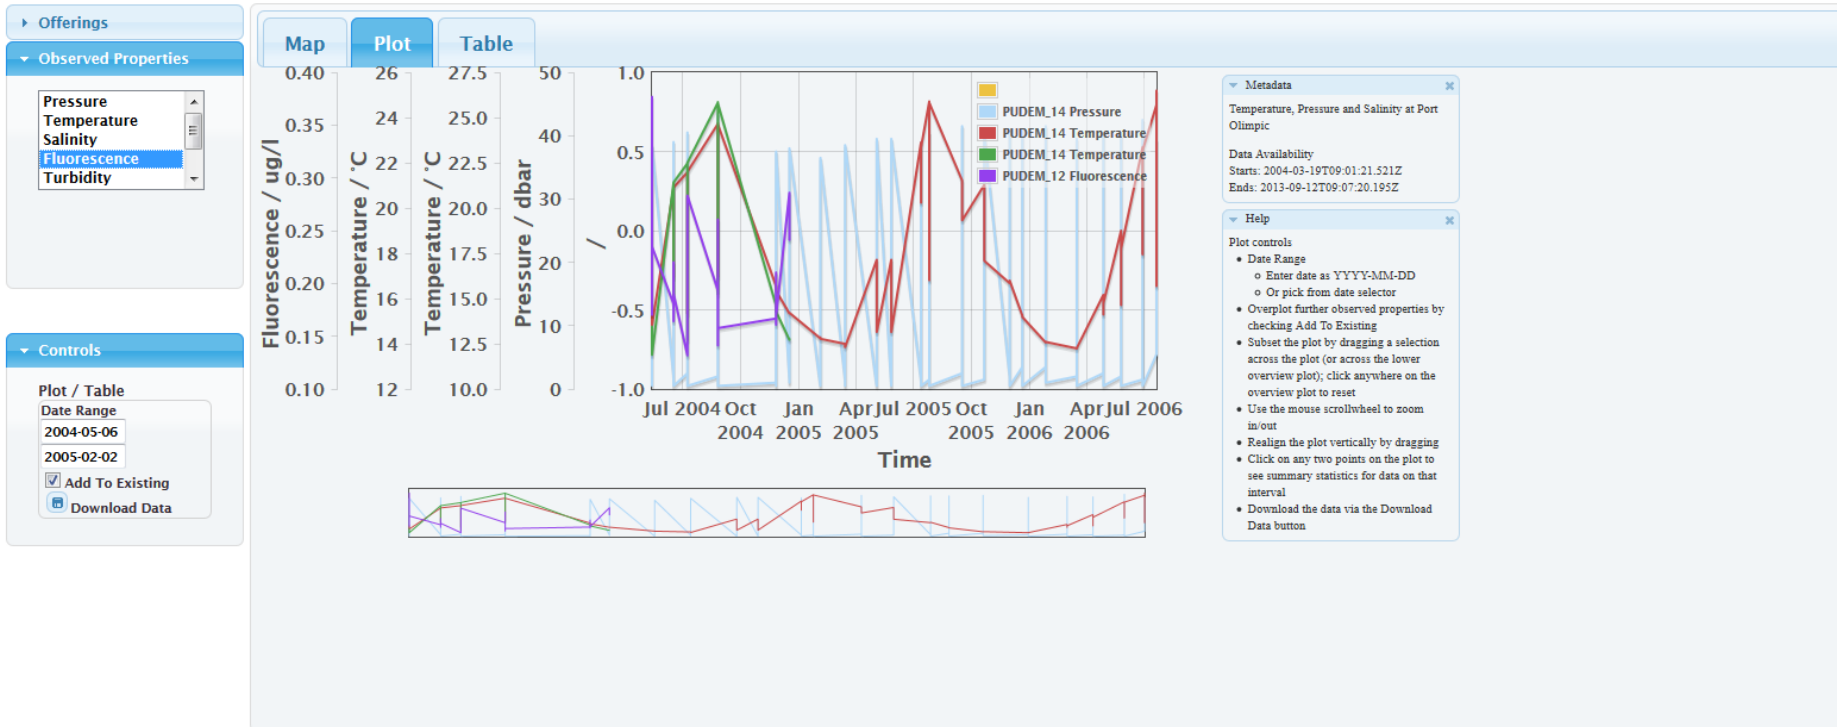 Offerings
Observed Properties
Pressure
Temperature
Salinity
Fluorescence
Turbidity
Controls
Plot / Table
Date Range
2004-05-06
2005-02-02
Add To Existing
Download Data
Map
Plot
Table
Fluorescence / ug/l
0.40
0.35
0.30
0.25
0.20
0.15
0.10
Temperature / °C
26
24
22
20
18
16
14
12
Temperature / °C
27.5
25.0
22.5
20.0
17.5
15.0
12.5
10.0
Pressure / dbar
50
40
30
20
10
0
/
1.0
0.5
0.0
-0.5
-1.0
PUDEM_14 Pressure
PUDEM_14 Temperature
PUDEM_14 Temperature
PUDEM_12 Fluorescence
Jul 2004 Oct Jan Apr Jul 2005 Oct Jan Apr Jul 2006
2004 2005 2005 2005 2006 2006
Time
Metadata
Temperature, Pressure and Salinity at Port
Olimpic
Data Availability
Starts: 2004-03-19T09:01:21.521Z
Ends: 2013-09-12T09:07:20.195Z
Help
Plot controls
Date Range
Enter date as YYYY-MM-DD
Or pick from date selector
Overplot further observed properties by
checking Add To Existing
Subset the plot by dragging a selection
across the plot (or across the lower
overview plot); click anywhere on the
overview plot to reset
Use the mouse scrollwheel to zoom
in/out
Realign the plot vertically by dragging
Click on any two points on the plot to
see summary statistics for data on that
interval
Download the data via the Download
Data button